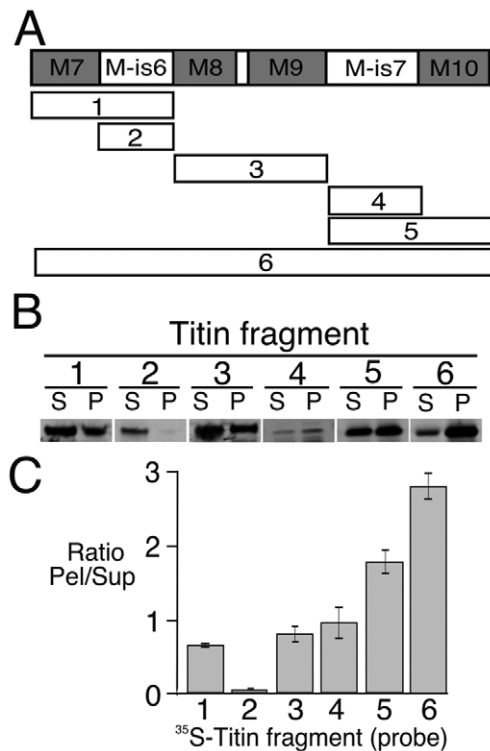 A
M7 M-is6 M8 M9 M-is7 M10
1
2
3
4
5
6
B
Titin fragment
1 2 3 4 5 6
S P S P S P S P S P S P
C
3
2
1
0
Ratio
Pel/Sup
1 2 3 4 5 6
³⁵S-Titin fragment (probe)